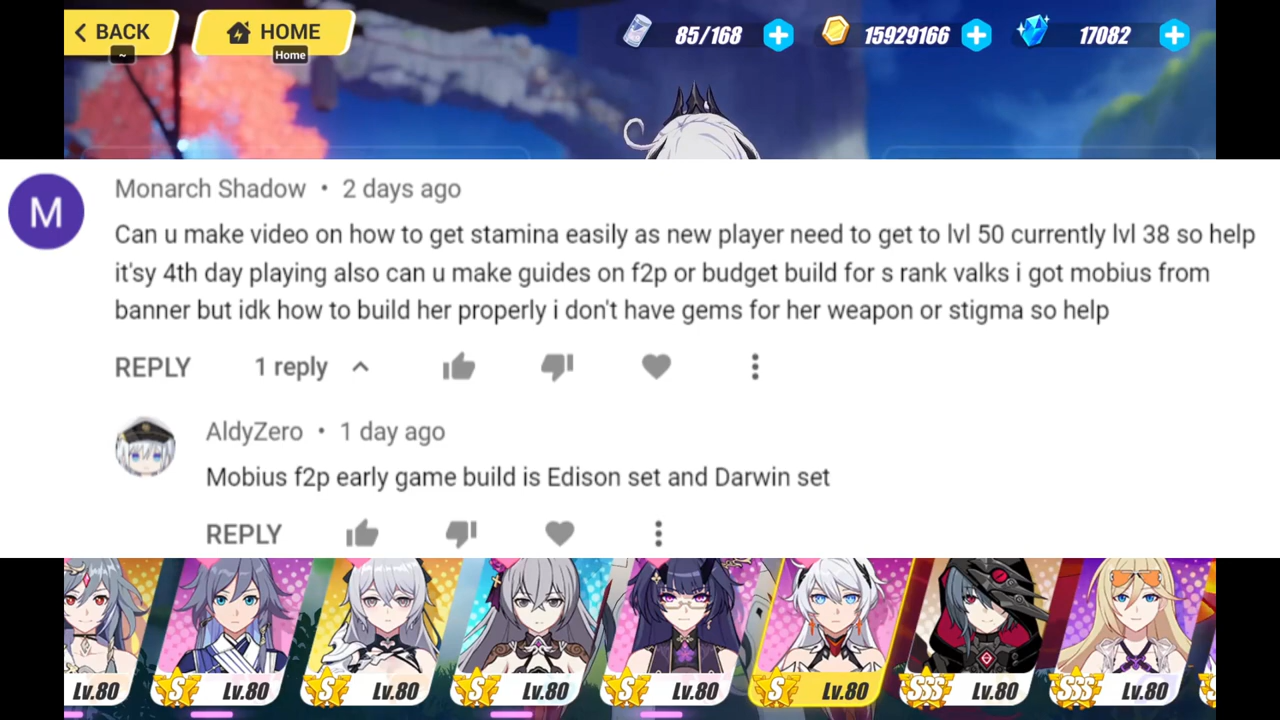 BACK
HOME
~
Home
85/168
15929166
17082
M
Monarch Shadow • 2 days ago
Can u make video on how to get stamina easily as new player need to get to lvl 50 currently lvl 38 so help
it'sy 4th day playing also can u make guides on f2p or budget build for s rank valks i got mobius from
banner but idk how to build her properly i don't have gems for her weapon or stigma so help
REPLY
1 reply
AldyZero • 1 day ago
Mobius f2p early game build is Edison set and Darwin set
REPLY
Lv.80
S Lv.80
S Lv.80
S Lv.80
S Lv.80
S Lv.80
SSS Lv.80
SSS Lv.80